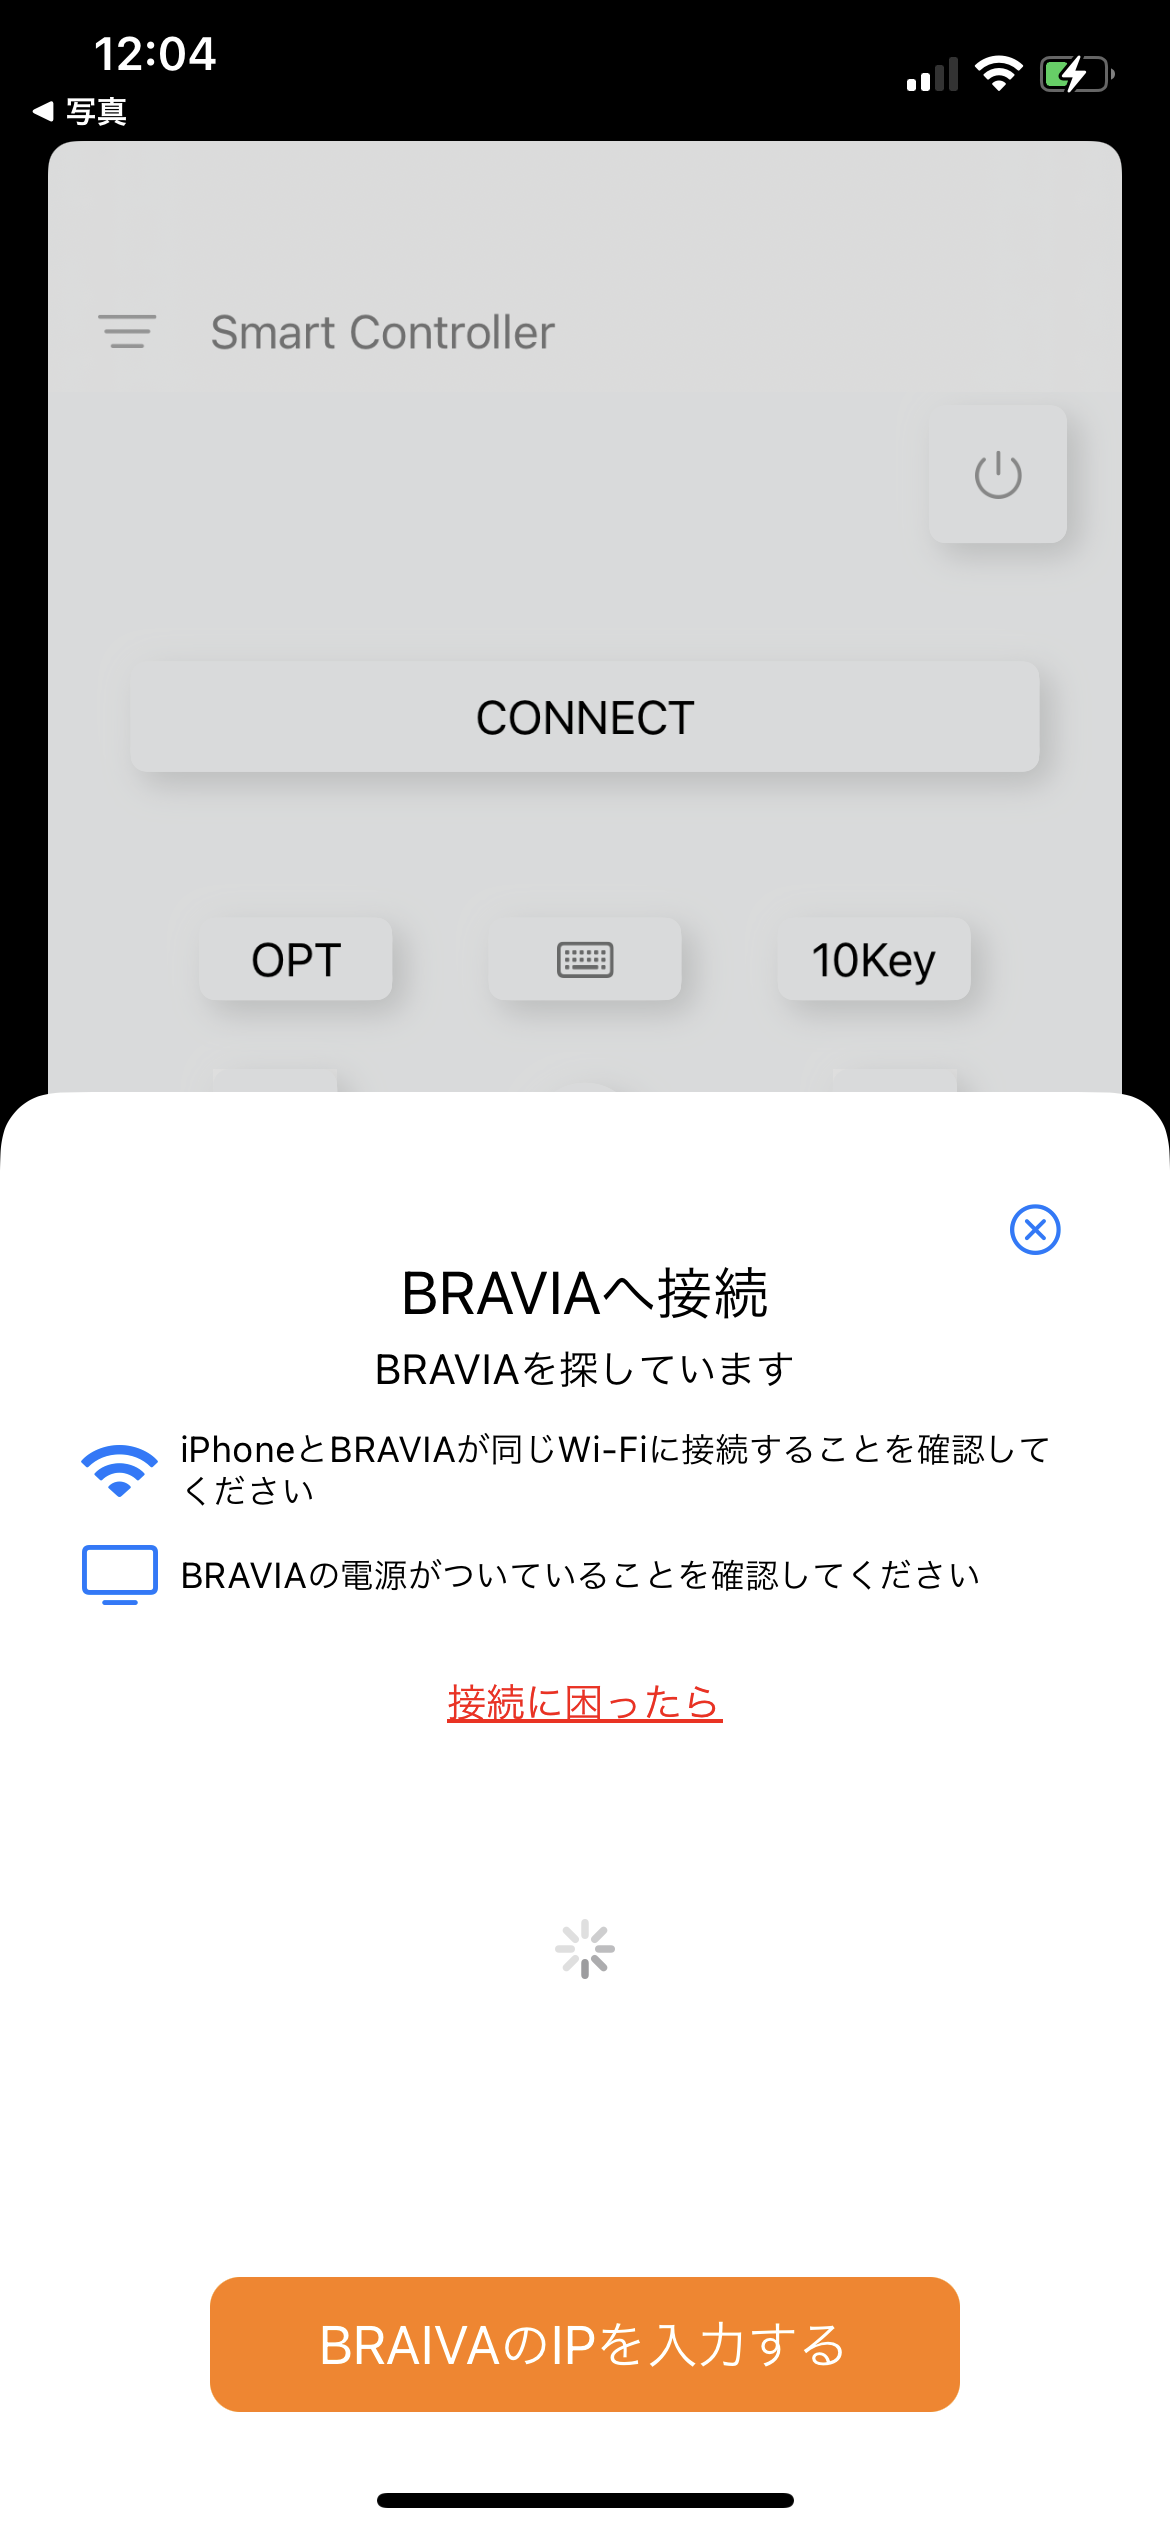 12:04
◀ 写真
Smart Controller
CONNECT
OPT
10Key
BRAVIAへ接続
BRAVIAを探しています
iPhoneとBRAVIAが同じWi-Fiに接続することを確認して
ください
BRAVIAの電源がついていることを確認してください
接続に困ったら
BRAIVAのIPを入力する